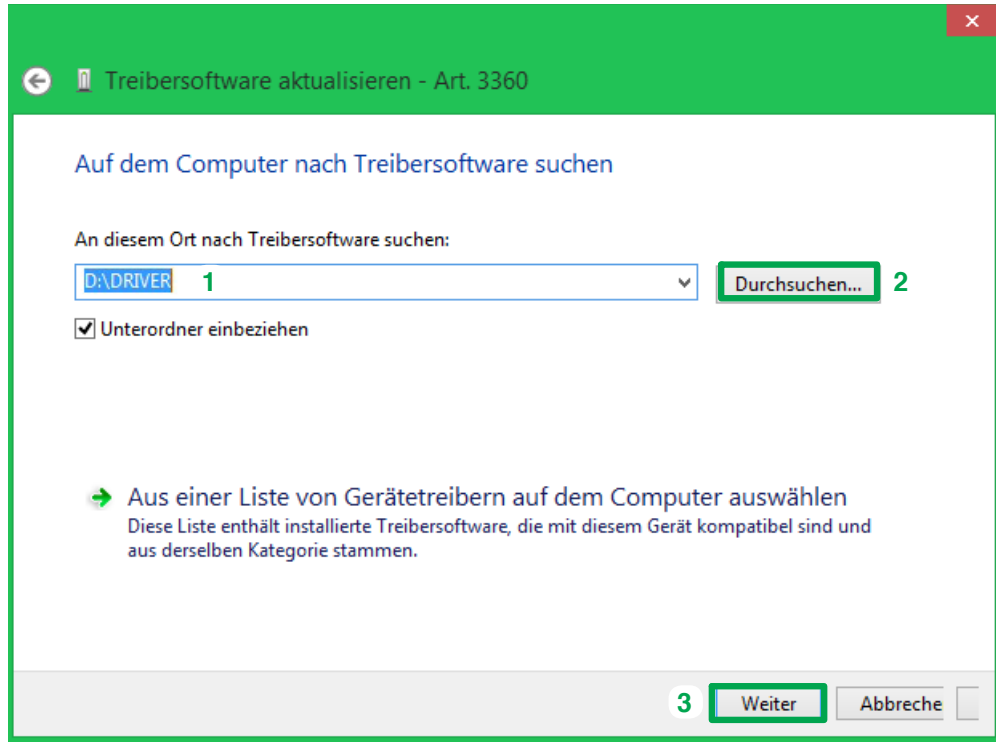 Treibersoftware aktualisieren - Art. 3360
Auf dem Computer nach Treibersoftware suchen
An diesem Ort nach Treibersoftware suchen:
D:\DRIVER 1 Durchsuchen... 2
Unterordner einbeziehen
Aus einer Liste von Gerätetreibern auf dem Computer auswählen
Diese Liste enthält installierte Treibersoftware, die mit diesem Gerät kompatibel sind und
aus derselben Kategorie stammen.
3 Weiter Abbreche